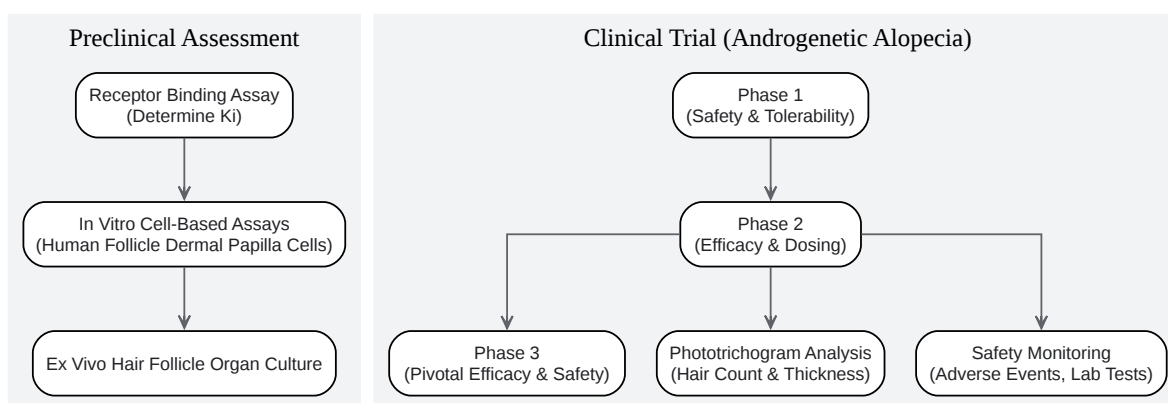 Preclinical Assessment
Receptor Binding Assay
(Determine Ki)
In Vitro Cell-Based Assays
(Human Follicle Dermal Papilla Cells)
Ex Vivo Hair Follicle Organ Culture
Clinical Trial (Androgenetic Alopecia)
Phase 1
(Safety & Tolerability)
Phase 2
(Efficacy & Dosing)
Phase 3
(Pivotal Efficacy & Safety)
Phototrichogram Analysis
(Hair Count & Thickness)
Safety Monitoring
(Adverse Events, Lab Tests)